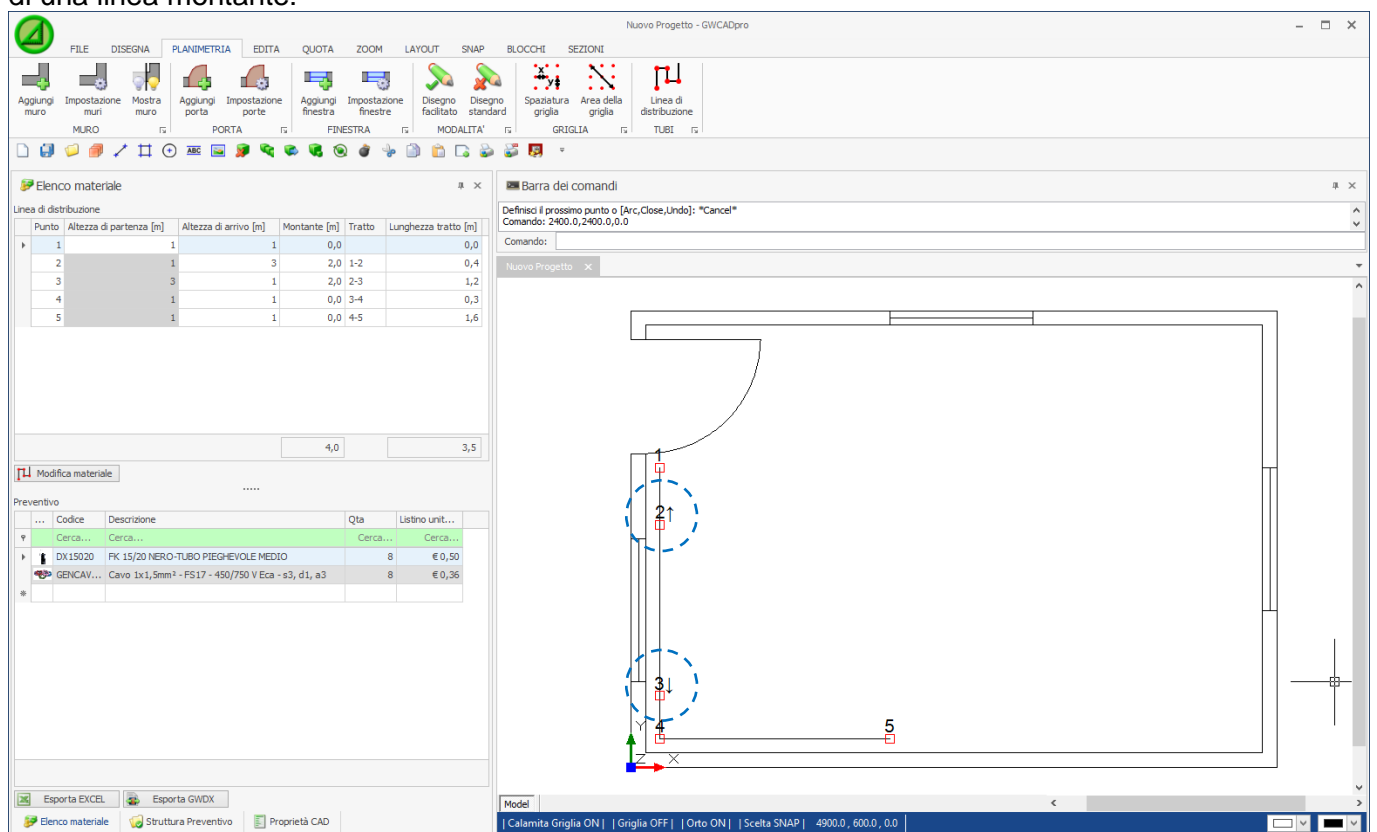 di una linea montante.
Nuovo Progetto - GWCADpro
FILE DISEGNA PLANIMETRIA EDITA QUOTA ZOOM LAYOUT SNAP BLOCCHI SEZIONI
Aggiungi muro Impostazione muri Mostra muro Aggiungi porta Impostazione porte Aggiungi finestra Impostazione finestre Disegno facilitato Disegno standard Spaziatura griglia Area della griglia Linea di distribuzione
MURO PORTA FINESTRA MODALITA' GRIGLIA TUBI
ABC
Elenco materiale
Linea di distribuzione
Punto Altezza di partenza [m] Altezza di arrivo [m] Montante [m] Tratto Lunghezza tratto [m]
1 1 1 0,0 0,0
2 1 3 2,0 1-2 0,4
3 3 1 2,0 2-3 1,2
4 1 1 0,0 3-4 0,3
5 1 1 0,0 4-5 1,6
4,0 3,5
Modifica materiale
.....
Preventivo
... Codice Descrizione Qta Listino unit...
Cerca... Cerca... Cerca... Cerca...
DX15020 FK 15/20 NERO-TUBO PIEGHEVOLE MEDIO 8 € 0,50
GENCAV... Cavo 1x1,5mm² - FS17 - 450/750 V Eca - s3, d1, a3 8 € 0,36
Esporta EXCEL Esporta GWDX
Elenco materiale Struttura Preventivo Proprietà CAD
Barra dei comandi
Definisci il prossimo punto o [Arc,Close,Undo]: *Cancel*
Comando: 2400.0,2400.0,0.0
Comando:
Nuovo Progetto
1
2↑
3↓
4 5
Y
Z X
Model
| Calamita Griglia ON | | Griglia OFF | | Orto ON | | Scelta SNAP | 4900.0 , 600.0 , 0.0